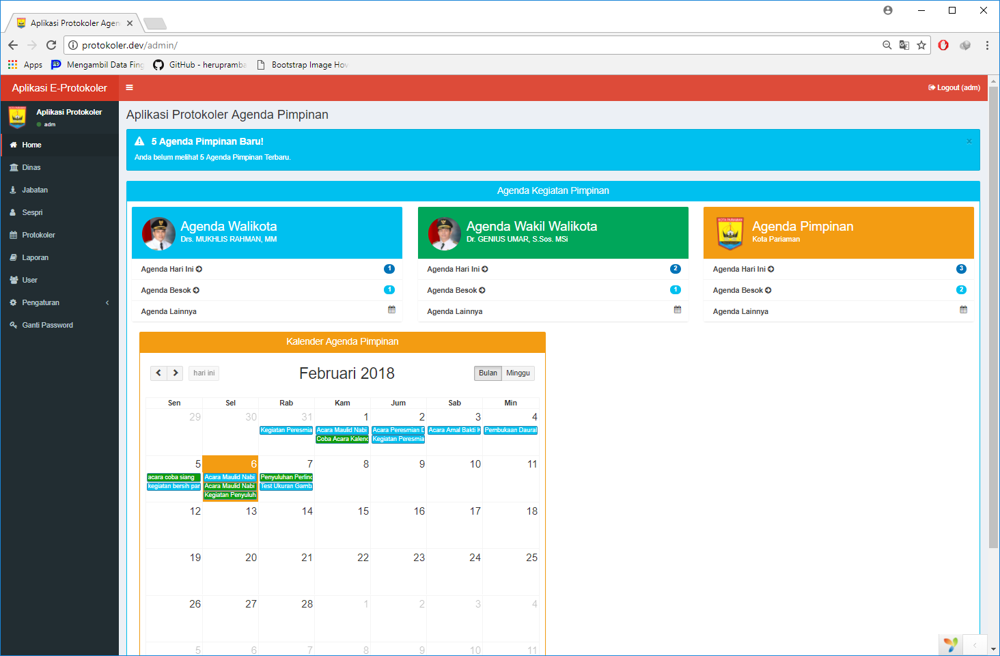 Aplikasi Protokoler Agen
protokoler.dev/admin/
Apps
Mengambil Data Fing
GitHub - herupramba
Bootstrap Image Hov
Aplikasi E-Protokoler
Logout (adm)
Aplikasi Protokoler
adm
Home
Dinas
Jabatan
Sespri
Protokoler
Laporan
User
Pengaturan
Ganti Password
Aplikasi Protokoler Agenda Pimpinan
5 Agenda Pimpinan Baru!
×
Anda belum melihat 5 Agenda Pimpinan Terbaru.
Agenda Kegiatan Pimpinan
Agenda Walikota
Drs. MUKHLIS RAHMAN, MM
Agenda Hari Ini 1
Agenda Besok 1
Agenda Lainnya
Agenda Wakil Walikota
Dr. GENIUS UMAR, S.Sos. MSi
Agenda Hari Ini 2
Agenda Besok 1
Agenda Lainnya
KOTA PARIAMAN
Agenda Pimpinan
Kota Pariaman
Agenda Hari Ini 3
Agenda Besok 2
Agenda Lainnya
Kalender Agenda Pimpinan
hari ini
Februari 2018
Bulan Minggu
Sen Sel Rab Kam Jum Sab Min
29 30 31 1 2 3 4
Kegiatan Peresmia Acara Maulid Nabi Acara Peresmian D Acara Amal Bakti K Pembukaan Daural
Coba Acara Kalend Kegiatan Peresmia
5 6 7 8 9 10 11
acara coba siang Acara Maulid Nabi Penyuluhan Perlind
kegiatan bersih par Acara Maulid Nabi Test Ukuran Gamb
Kegiatan Penyuluh
12 13 14 15 16 17 18
19 20 21 22 23 24 25
26 27 28 1 2 3 4
5 6 7 8 9 10 11